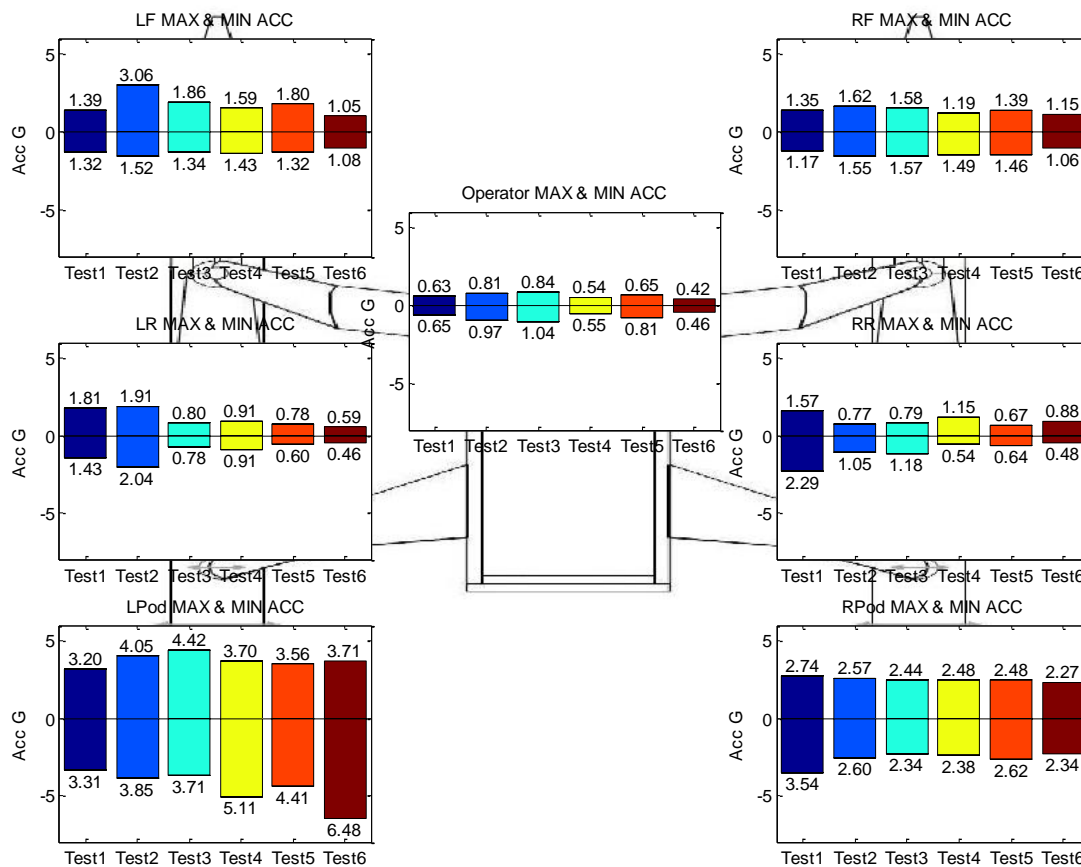 LF MAX & MIN ACC
5
0
-5
Acc G
1.39 3.06 1.86 1.59 1.80 1.05
1.32 1.52 1.34 1.43 1.32 1.08
Test1 Test2 Test3 Test4 Test5 Test6
RF MAX & MIN ACC
5
0
-5
Acc G
1.35 1.62 1.58 1.19 1.39 1.15
1.17 1.55 1.57 1.49 1.46 1.06
Test1 Test2 Test3 Test4 Test5 Test6
Operator MAX & MIN ACC
5
0
-5
Acc G
0.63 0.81 0.84 0.54 0.65 0.42
0.65 0.97 1.04 0.55 0.81 0.46
Test1 Test2 Test3 Test4 Test5 Test6
LR MAX & MIN ACC
5
0
-5
Acc G
1.81 1.91 0.80 0.91 0.78 0.59
1.43 2.04 0.78 0.91 0.60 0.46
Test1 Test2 Test3 Test4 Test5 Test6
RR MAX & MIN ACC
5
0
-5
Acc G
1.57 0.77 0.79 1.15 0.67 0.88
2.29 1.05 1.18 0.54 0.64 0.48
Test1 Test2 Test3 Test4 Test5 Test6
LPod MAX & MIN ACC
5
0
-5
Acc G
3.20 4.05 4.42 3.70 3.56 3.71
3.31 3.85 3.71 5.11 4.41 6.48
Test1 Test2 Test3 Test4 Test5 Test6
RPod MAX & MIN ACC
5
0
-5
Acc G
2.74 2.57 2.44 2.48 2.48 2.27
3.54 2.60 2.34 2.38 2.62 2.34
Test1 Test2 Test3 Test4 Test5 Test6